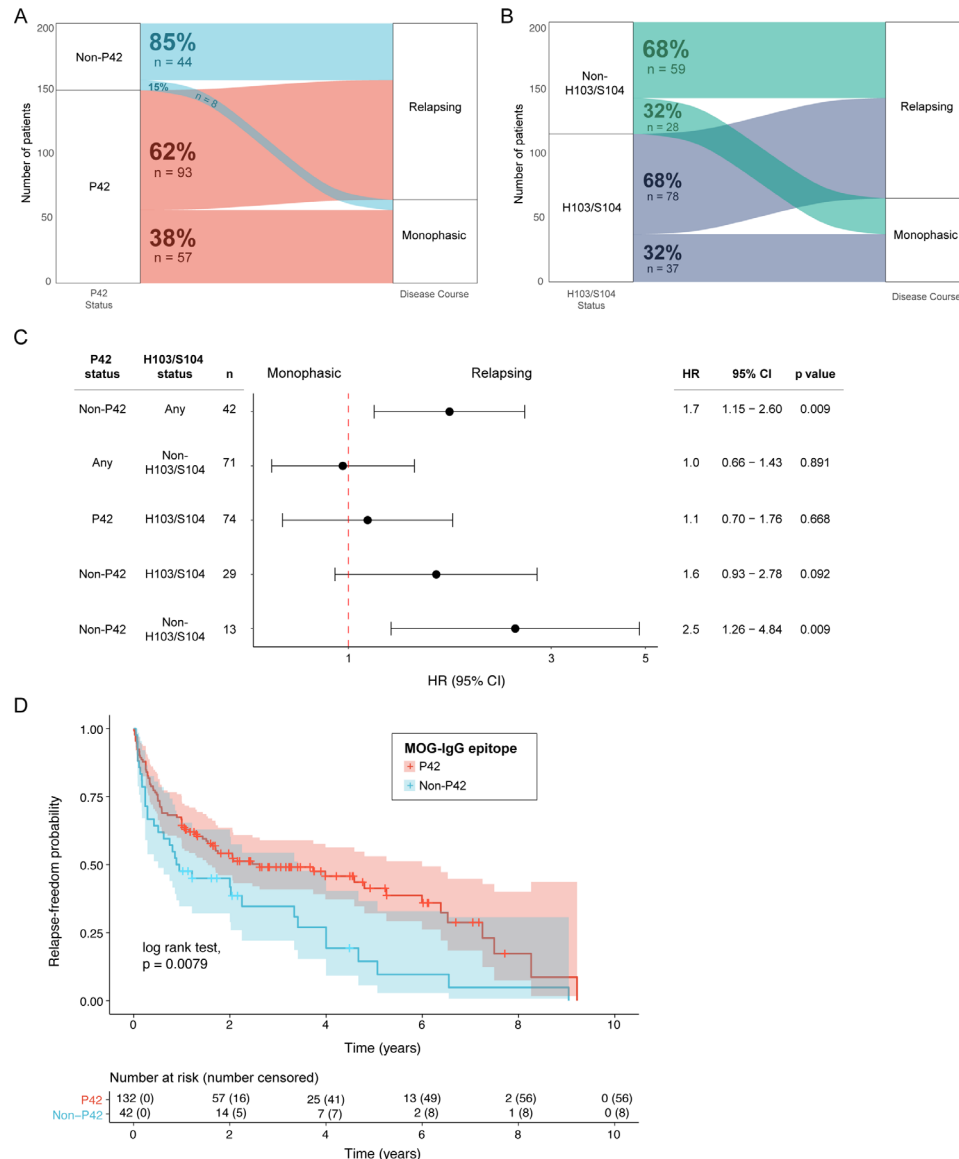 A
200
150
100
50
0
Number of patients
Non-P42
P42
P42
Status
85%
n = 44
15%
n = 8
62%
n = 93
38%
n = 57
Relapsing
Monophasic
Disease Course
B
200
150
100
50
0
Number of patients
Non-
H103/S104
H103/S104
H103/S104
Status
68%
n = 59
32%
n = 28
68%
n = 78
32%
n = 37
Relapsing
Monophasic
Disease Course
C
P42 status H103/S104 status n Monophasic Relapsing HR 95% CI p value
Non-P42 Any 42 1.7 1.15 – 2.60 0.009
Any Non-H103/S104 71 1.0 0.66 – 1.43 0.891
P42 H103/S104 74 1.1 0.70 – 1.76 0.668
Non-P42 H103/S104 29 1.6 0.93 – 2.78 0.092
Non-P42 Non-H103/S104 13 2.5 1.26 – 4.84 0.009
1 3 5
HR (95% CI)
D
1.00
0.75
0.50
0.25
0.00
Relapse-freedom probability
MOG-IgG epitope
P42
Non-P42
log rank test,
p = 0.0079
0 2 4 6 8 10
Time (years)
Number at risk (number censored)
P42 132 (0) 57 (16) 25 (41) 13 (49) 2 (56) 0 (56)
Non–P42 42 (0) 14 (5) 7 (7) 2 (8) 1 (8) 0 (8)
0 2 4 6 8 10
Time (years)